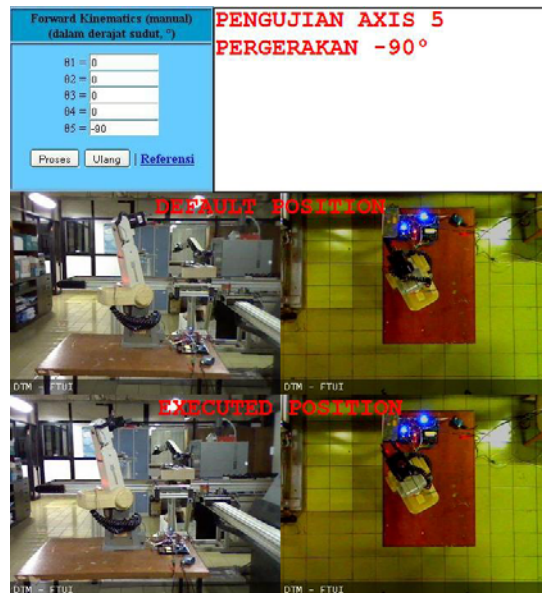 Forward Kinematics (manual)
(dalam derajat sudut, °)
θ1 = 0
θ2 = 0
θ3 = 0
θ4 = 0
θ5 = -90
Proses Ulang | Referensi
PENGUJIAN AXIS 5
PERGERAKAN -90°
DEFAULT POSITION
DTM - FTUI
DTM - FTUI
EXECUTED POSITION
DTM - FTUI
DTM - FTUI